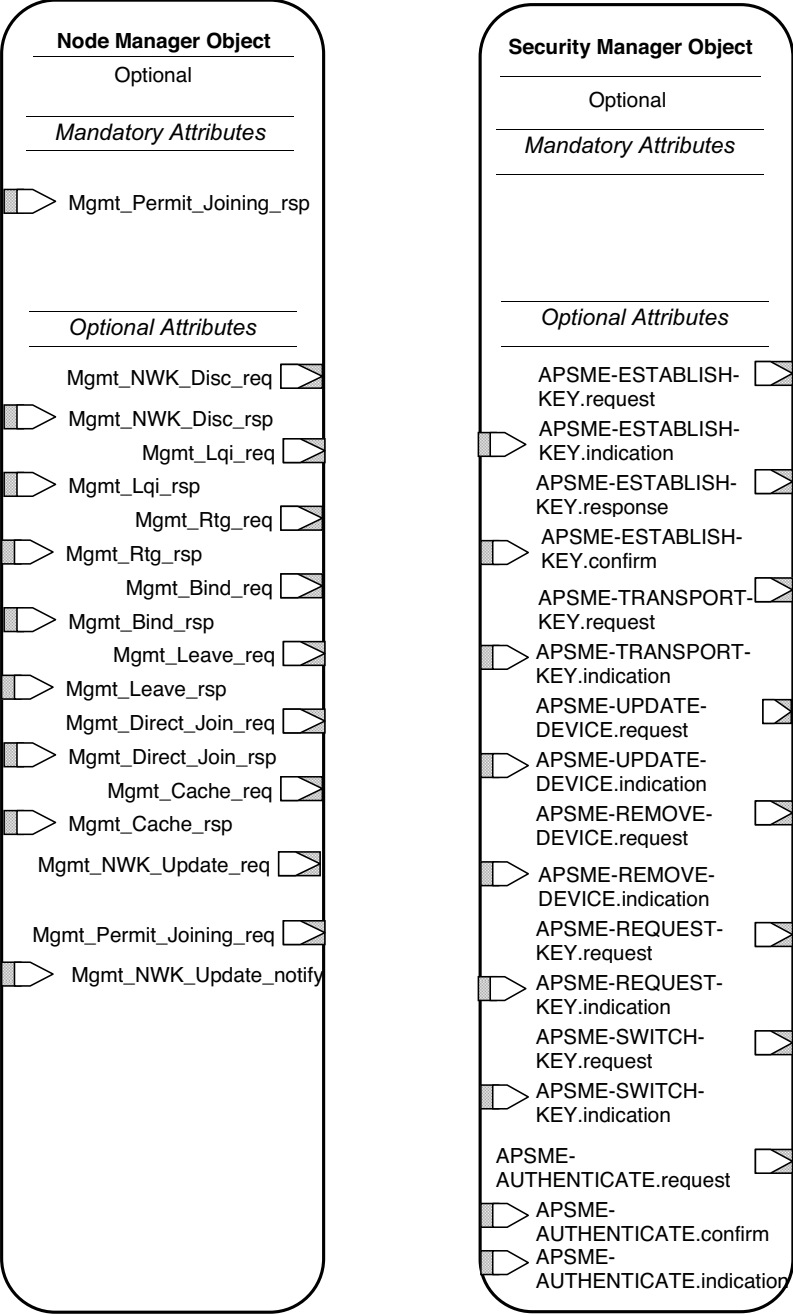 Node Manager Object
Optional
Mandatory Attributes
Mgmt_Permit_Joining_rsp
Optional Attributes
Mgmt_NWK_Disc_req
Mgmt_NWK_Disc_rsp
Mgmt_Lqi_req
Mgmt_Lqi_rsp
Mgmt_Rtg_req
Mgmt_Rtg_rsp
Mgmt_Bind_req
Mgmt_Bind_rsp
Mgmt_Leave_req
Mgmt_Leave_rsp
Mgmt_Direct_Join_req
Mgmt_Direct_Join_rsp
Mgmt_Cache_req
Mgmt_Cache_rsp
Mgmt_NWK_Update_req
Mgmt_Permit_Joining_req
Mgmt_NWK_Update_notify
Security Manager Object
Optional
Mandatory Attributes
Optional Attributes
APSME-ESTABLISH-
KEY.request
APSME-ESTABLISH-
KEY.indication
APSME-ESTABLISH-
KEY.response
APSME-ESTABLISH-
KEY.confirm
APSME-TRANSPORT-
KEY.request
APSME-TRANSPORT-
KEY.indication
APSME-UPDATE-
DEVICE.request
APSME-UPDATE-
DEVICE.indication
APSME-REMOVE-
DEVICE.request
APSME-REMOVE-
DEVICE.indication
APSME-REQUEST-
KEY.request
APSME-REQUEST-
KEY.indication
APSME-SWITCH-
KEY.request
APSME-SWITCH-
KEY.indication
APSME-
AUTHENTICATE.request
APSME-
AUTHENTICATE.confirm
APSME-
AUTHENTICATE.indication